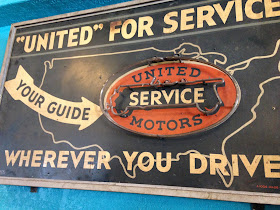 "UNITED" FOR SERVICE
YOUR GUIDE
UNITED
SERVICE
MOTORS
WHEREVER YOU DRIVE